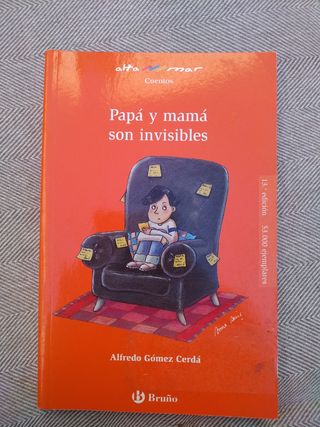 alta mar
Cuentos
Papá y mamá
son invisibles
13.ª edición 53.000 ejemplares
Alfredo Gómez Cerdá
Bruño